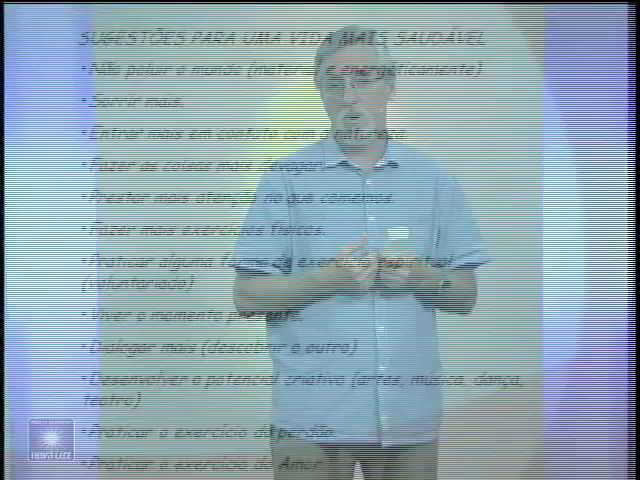 SUGESTÕES PARA UMA VIDA MAIS SAUDÁVEL
•Não poluir o mundo (material e energéticamente)
•Sorrir mais.
•Entrar mais em contato com a natureza.
•Fazer as coisas mais devagar.
•Prestar mais atenção no que comemos.
•Fazer mais exercícios físicos.
•Praticar alguma forma de exercício espiritual
(voluntariado)
•Viver o momento presente.
•Dialogar mais (descobrir o outro)
•Desenvolver o potencial criativo (artes, música, dança,
teatro)
•Praticar o exercício do perdão
•Praticar o exercício do Amor
nova Luz